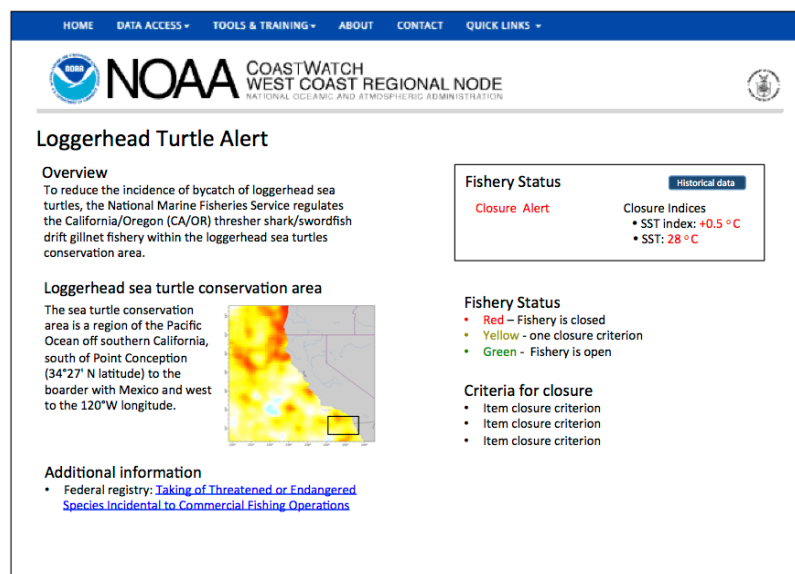 HOME DATA ACCESS TOOLS & TRAINING ABOUT CONTACT QUICK LINKS
NOAA
COASTWATCH
WEST COAST REGIONAL NODE
NATIONAL OCEANIC AND ATMOSPHERIC ADMINISTRATION
Loggerhead Turtle Alert
Overview
To reduce the incidence of bycatch of loggerhead sea
turtles, the National Marine Fisheries Service regulates
the California/Oregon (CA/OR) thresher shark/swordfish
drift gillnet fishery within the loggerhead sea turtles
conservation area.
Loggerhead sea turtle conservation area
The sea turtle conservation
area is a region of the Pacific
Ocean off southern California,
south of Point Conception
(34°27' N latitude) to the
boarder with Mexico and west
to the 120°W longitude.
Additional information
• Federal registry: Taking of Threatened or Endangered
Species Incidental to Commercial Fishing Operations
Fishery Status
Historical data
Closure Alert
Closure Indices
• SST index: +0.5 °C
• SST: 28 °C
Fishery Status
• Red – Fishery is closed
• Yellow - one closure criterion
• Green - Fishery is open
Criteria for closure
• Item closure criterion
• Item closure criterion
• Item closure criterion